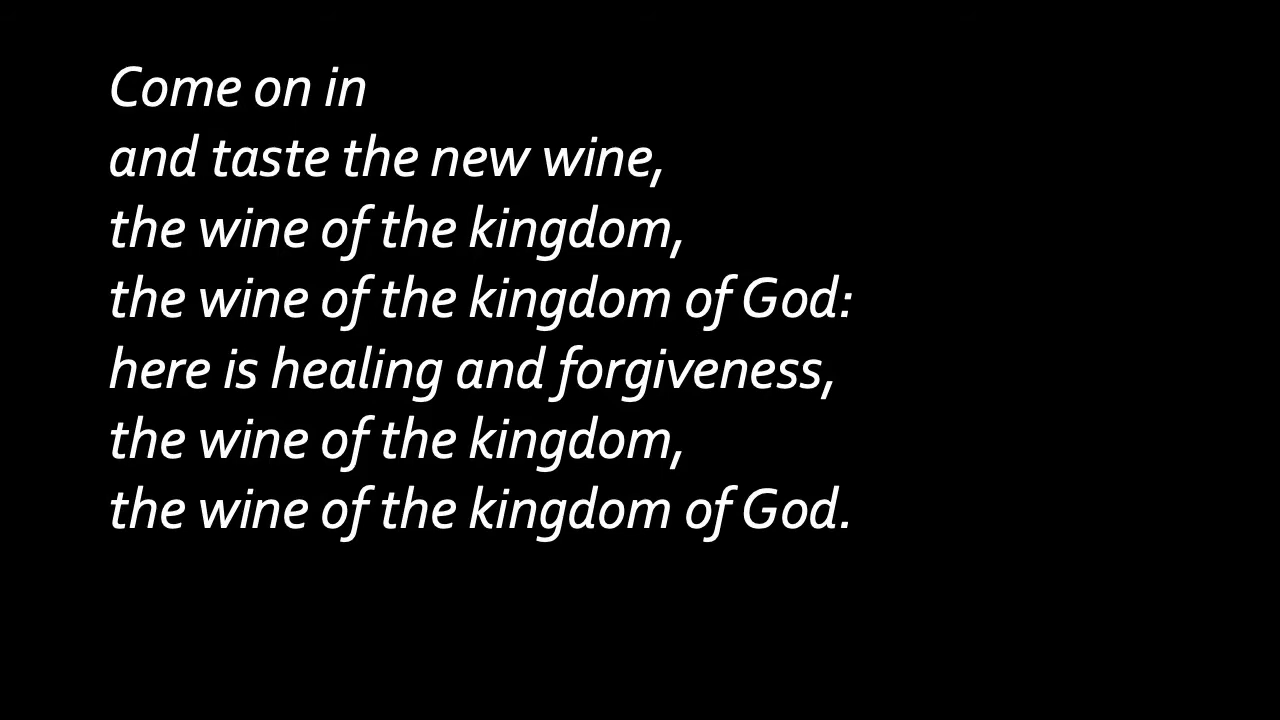 Come on in
and taste the new wine,
the wine of the kingdom,
the wine of the kingdom of God:
here is healing and forgiveness,
the wine of the kingdom,
the wine of the kingdom of God.